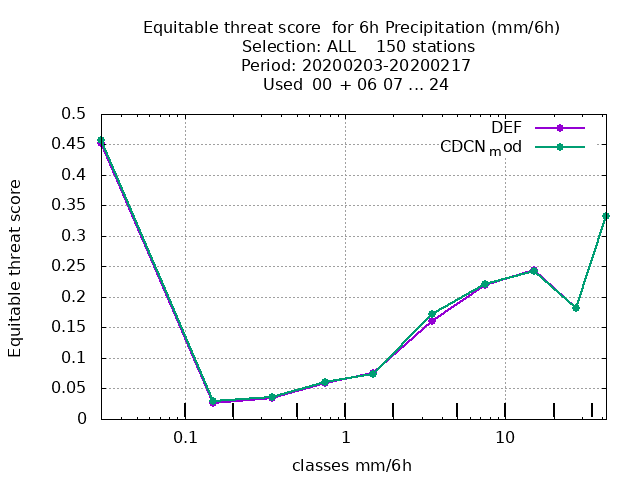 Equitable threat score  for 6h Precipitation (mm/6h)
Selection: ALL    150 stations
Period: 20200203-20200217
Used  00 + 06 07 ... 24
0.5
DEF
CDCN_mod
0.45
0.4
0.35
0.3
0.25
0.2
0.15
0.1
0.05
0
Equitable threat score
0.1
1
10
classes mm/6h